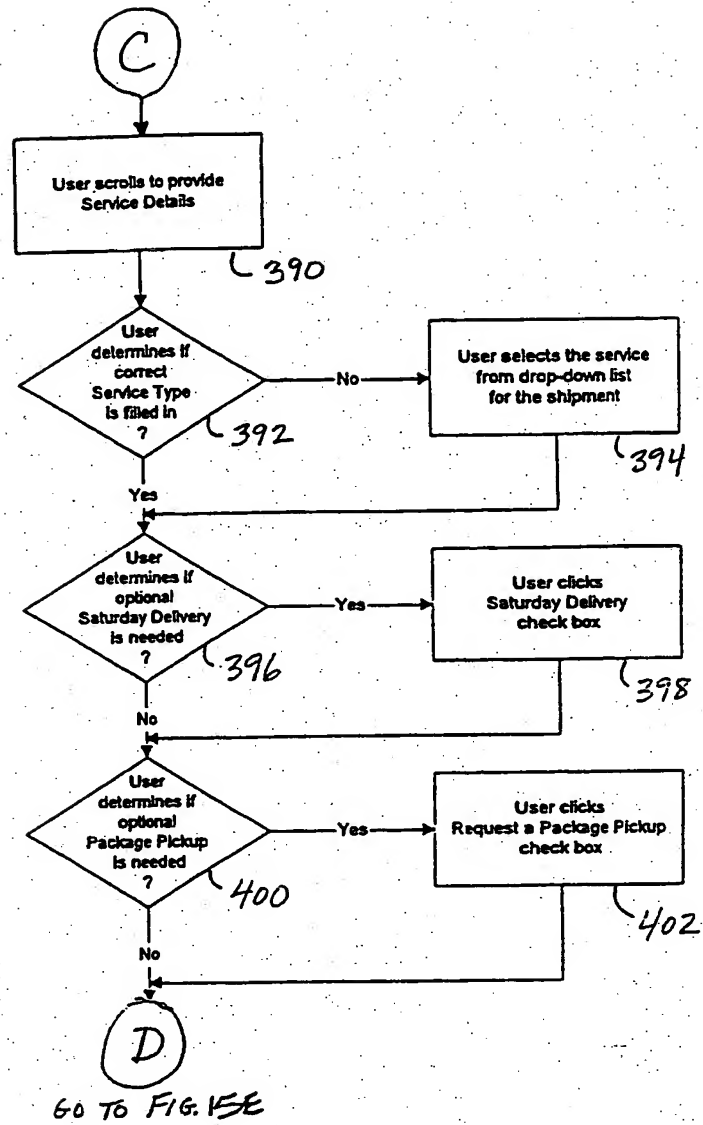 C
User scrolls to provide
Service Details
390
User
determines if
correct
Service Type
is filled in
?
392
No
User selects the service
from drop-down list
for the shipment
394
Yes
User
determines if
optional
Saturday Delivery
is needed
?
396
Yes
User clicks
Saturday Delivery
check box
398
No
User
determines if
optional
Package Pickup
is needed
?
400
Yes
User clicks
Request a Package Pickup
check box
402
No
D
GO TO FIG. 15E